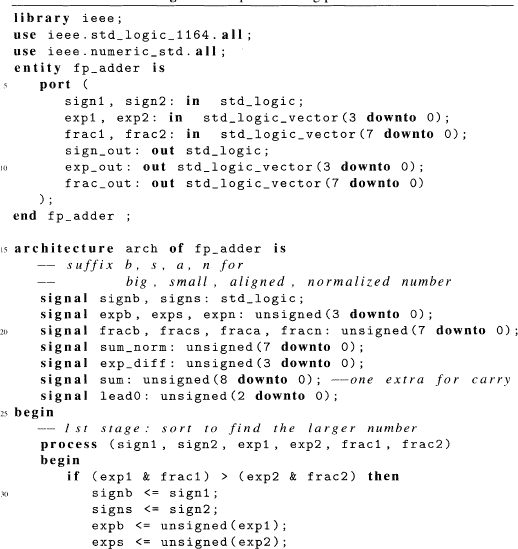 library ieee;
use ieee.std_logic_1164.all;
use ieee.numeric_std.all;
entity fp_adder is
5 port (
sign1, sign2: in std_logic;
exp1, exp2: in std_logic_vector(3 downto 0);
frac1, frac2: in std_logic_vector(7 downto 0);
sign_out: out std_logic;
10 exp_out: out std_logic_vector(3 downto 0);
frac_out: out std_logic_vector(7 downto 0)
);
end fp_adder ;
15 architecture arch of fp_adder is
-- suffix b, s, a, n for
-- big, small, aligned, normalized number
signal signb, signs: std_logic;
signal expb, exps, expn: unsigned(3 downto 0);
20 signal fracb, fracs, fraca, fracn: unsigned(7 downto 0);
signal sum_norm: unsigned(7 downto 0);
signal exp_diff: unsigned(3 downto 0);
signal sum: unsigned(8 downto 0); --one extra for carry
signal lead0: unsigned(2 downto 0);
25 begin
-- 1st stage: sort to find the larger number
process (sign1, sign2, exp1, exp2, frac1, frac2)
begin
if (exp1 & frac1) > (exp2 & frac2) then
30 signb <= sign1;
signs <= sign2;
expb <= unsigned(exp1);
exps <= unsigned(exp2);